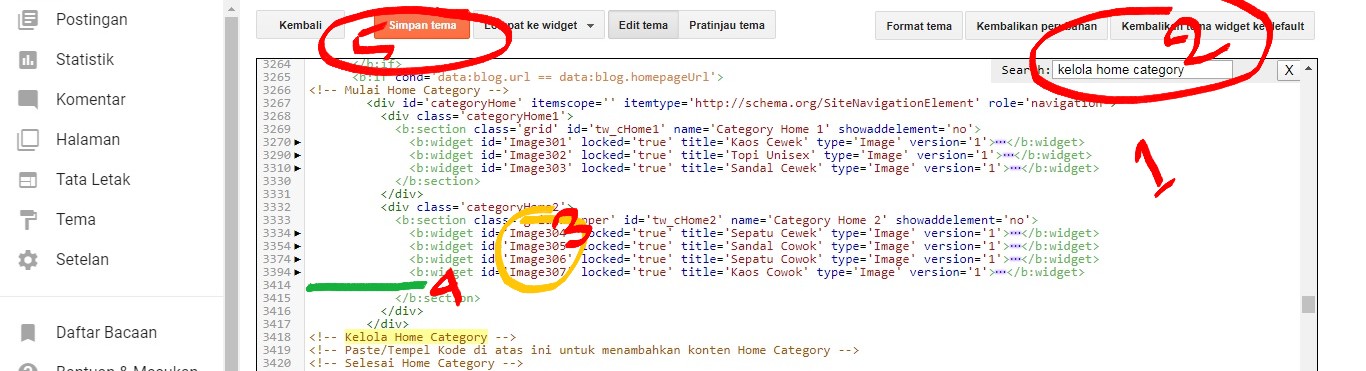 Postingan
Statistik
Komentar
Halaman
Tata Letak
Tema
Setelan
Daftar Bacaan
Kembali
Simpan tema
ke widget
Edit tema
Pratinjau tema
Format tema
Kembalikan
Kembalikan tema widget ke default
5
2
Search: kelola home category
X
1
3264 </b:if>
3265 <b:if cond='data:blog.url == data:blog.homepageUrl'>
3266 <!-- Mulai Home Category -->
3267 <div id='categoryHome' itemscope='' itemtype='http://schema.org/SiteNavigationElement' role='navigation'>
3268 <div class='categoryHome1'>
3269 <b:section class='grid' id='tw_cHome1' name='Category Home 1' showaddelement='no'>
3270 <b:widget id='Image301' locked='true' title='Kaos Cewek' type='Image' version='1'>…</b:widget>
3290 <b:widget id='Image302' locked='true' title='Topi Unisex' type='Image' version='1'>…</b:widget>
3310 <b:widget id='Image303' locked='true' title='Sandal Cewek' type='Image' version='1'>…</b:widget>
3330 </b:section>
3331 </div>
3332 <div class='categoryHome2'>
3333 <b:section id='tw_cHome2' name='Category Home 2' showaddelement='no'>
3334 <b:widget id='Image304' locked='true' title='Sepatu Cewek' type='Image' version='1'>…</b:widget>
3354 <b:widget id='Image305' locked='true' title='Sandal Cowok' type='Image' version='1'>…</b:widget>
3374 <b:widget id='Image306' locked='true' title='Sepatu Cowok' type='Image' version='1'>…</b:widget>
3394 <b:widget id='Image307' locked='true' title='Kaos Cowok' type='Image' version='1'>…</b:widget>
3
4
3414
3415 </b:section>
3416 </div>
3417 </div>
3418 <!-- Kelola Home Category -->
3419 <!-- Paste/Tempel Kode di atas ini untuk menambahkan konten Home Category -->
3420 <!-- Selesai Home Category -->